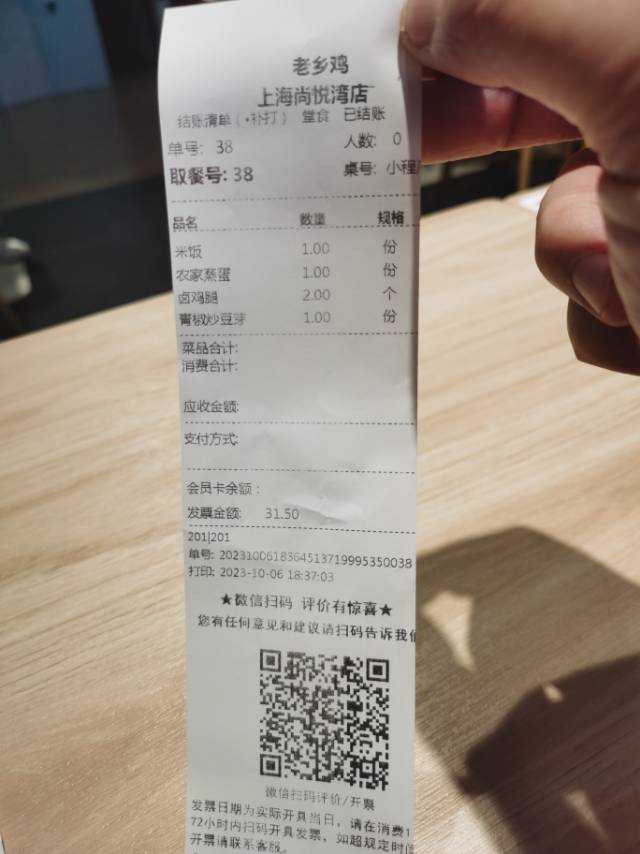 老乡鸡
上海尚悦湾店
结账清单（*补打） 堂食 已结账
单号: 38 人数: 0
取餐号: 38 桌号: 小程
品名 数量 规格
米饭 1.00 份
农家蒸蛋 1.00 份
卤鸡腿 2.00 个
青椒炒豆芽 1.00 份
菜品合计:
消费合计:
应收金额:
支付方式:
会员卡余额:
发票金额: 31.50
201|201
单号: 2023100618364513719995350038
打印: 2023-10-06 18:37:03
★微信扫码 评价有惊喜★
您有任何意见和建议请扫码告诉我们
微信扫码评价/开票
发票日期为实际开具当日，请在消费
72小时内扫码开具发票，如超规定时
开票请联系客服。